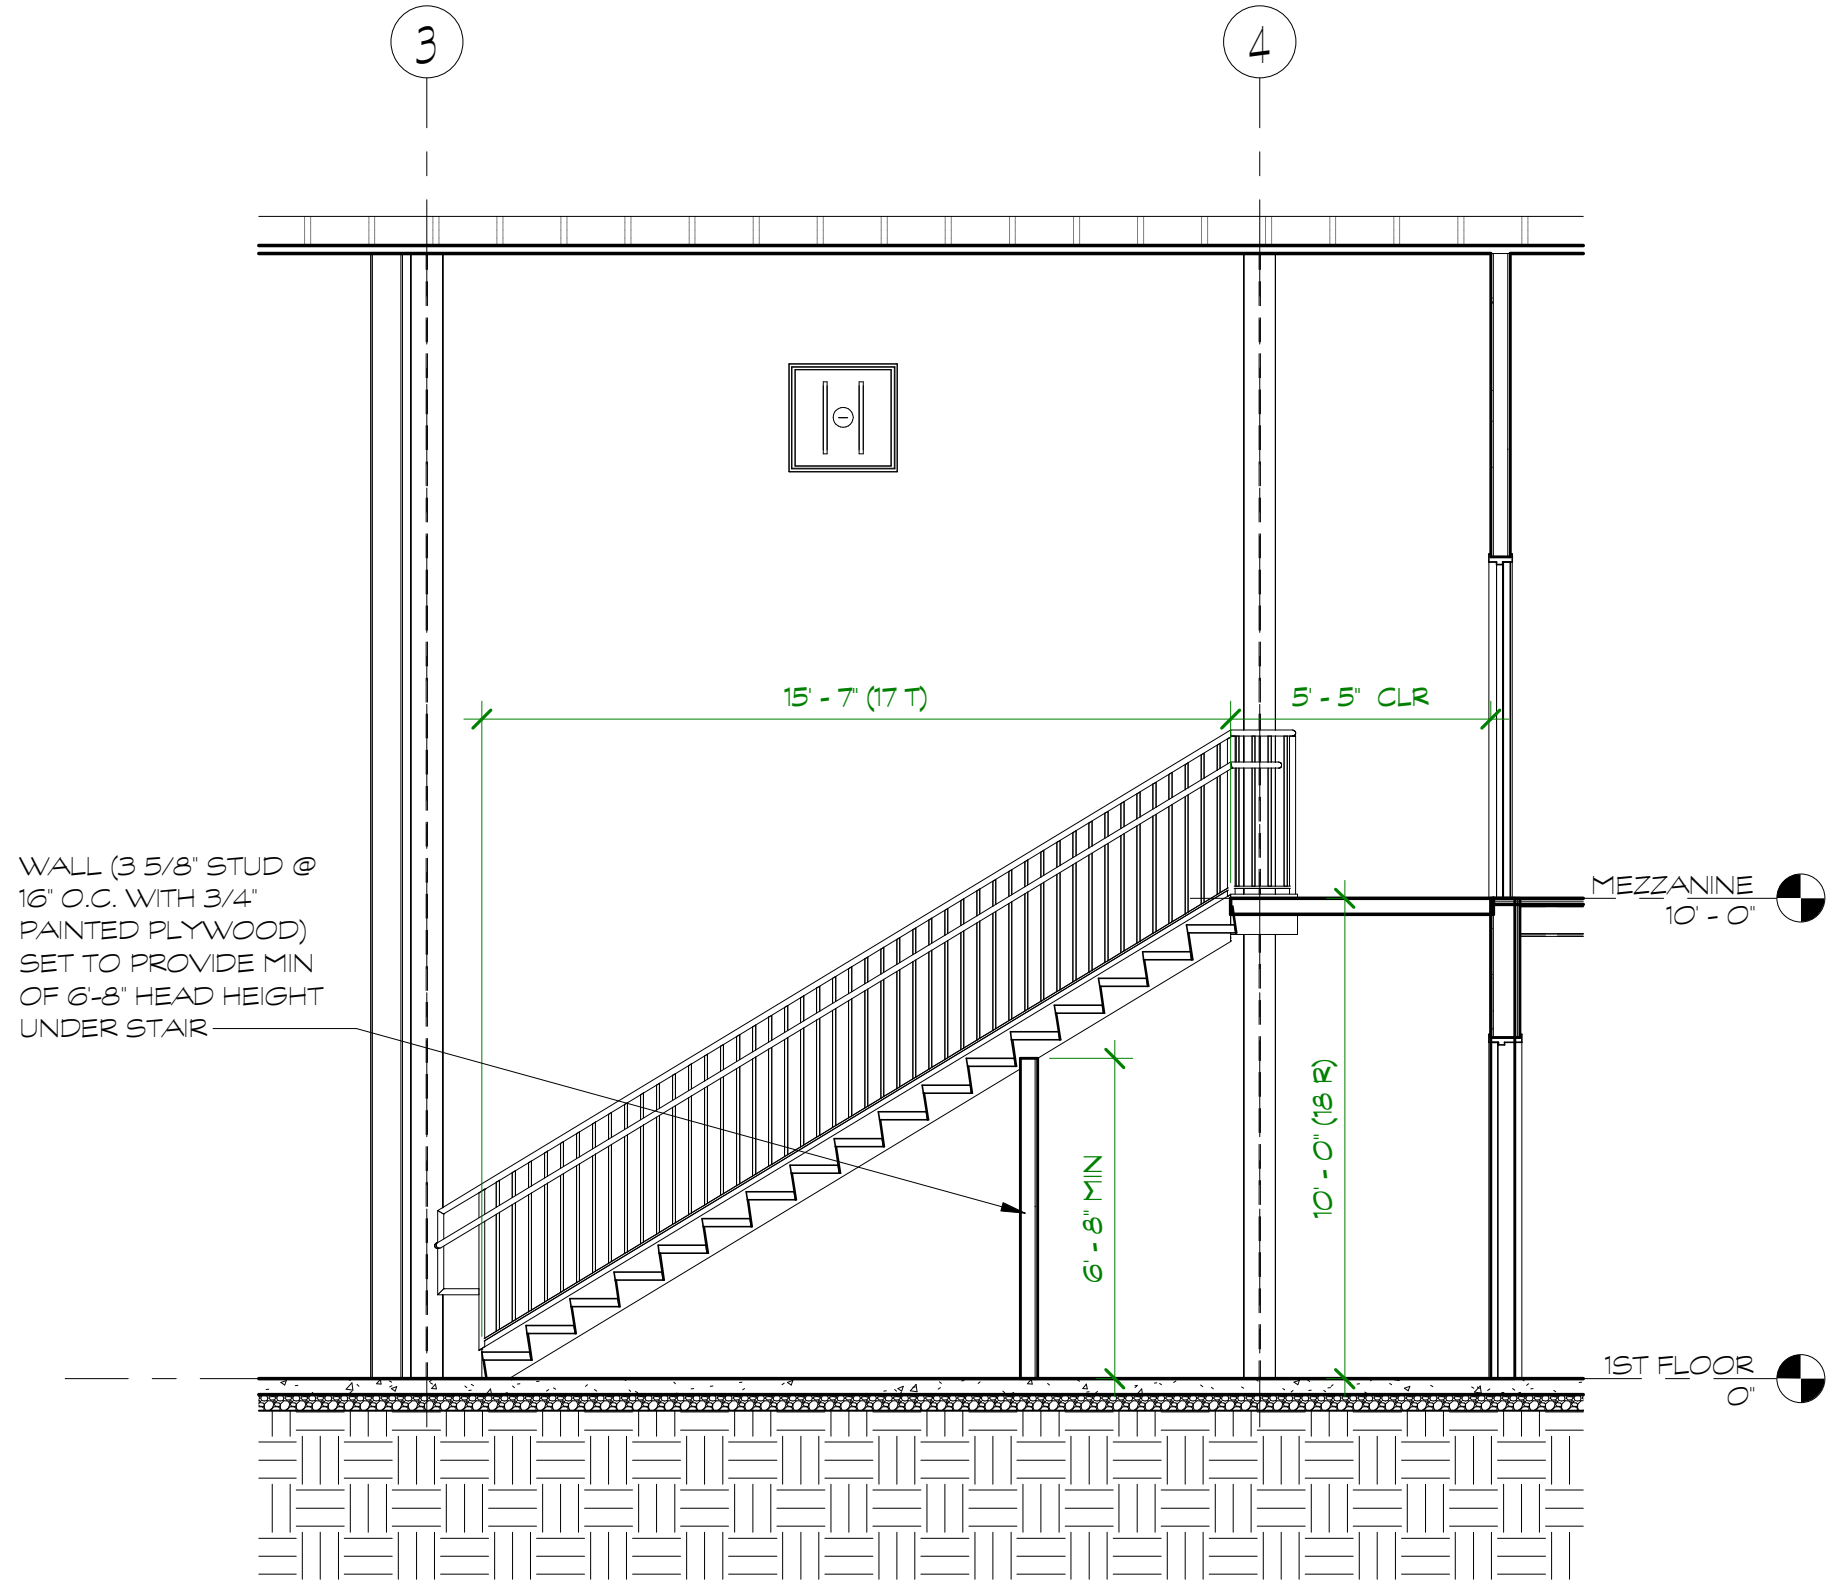 3
4
15' - 7" (17 T)
5' - 5" CLR
WALL (3 5/8" STUD @
16" O.C. WITH 3/4"
PAINTED PLYWOOD)
SET TO PROVIDE MIN
OF 6'-8" HEAD HEIGHT
UNDER STAIR
MEZZANINE
10' - 0"
10' - 0" (18 R)
6' - 8" MIN
1ST FLOOR
0"